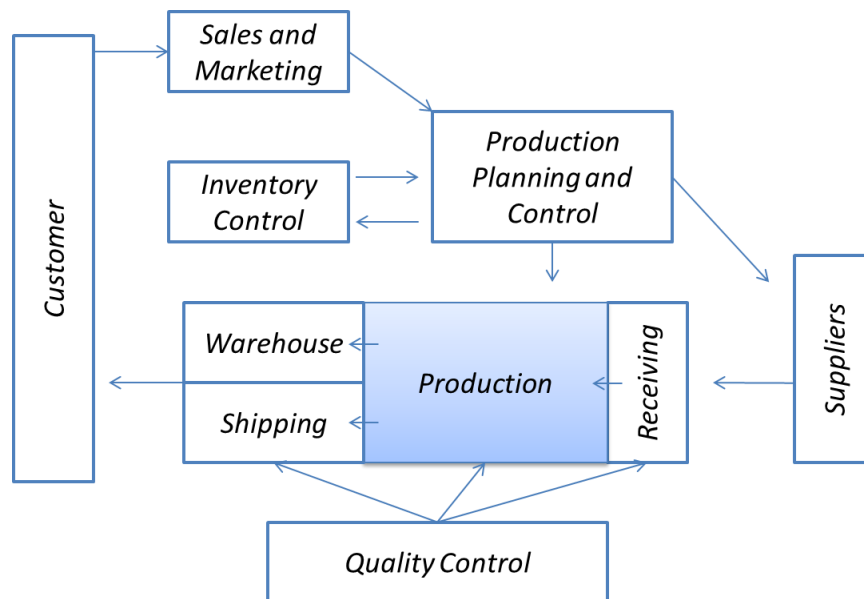 Sales and
Marketing
Production
Planning and
Control
Inventory
Control
Customer
Suppliers
Warehouse
Production
Receiving
Shipping
Quality Control